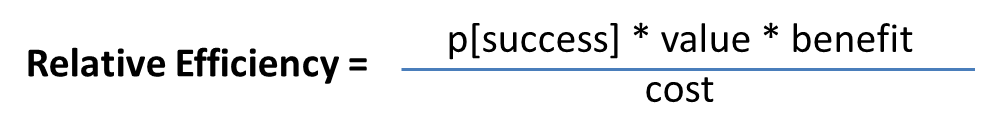 p[success] * value * benefit
Relative Efficiency =
cost